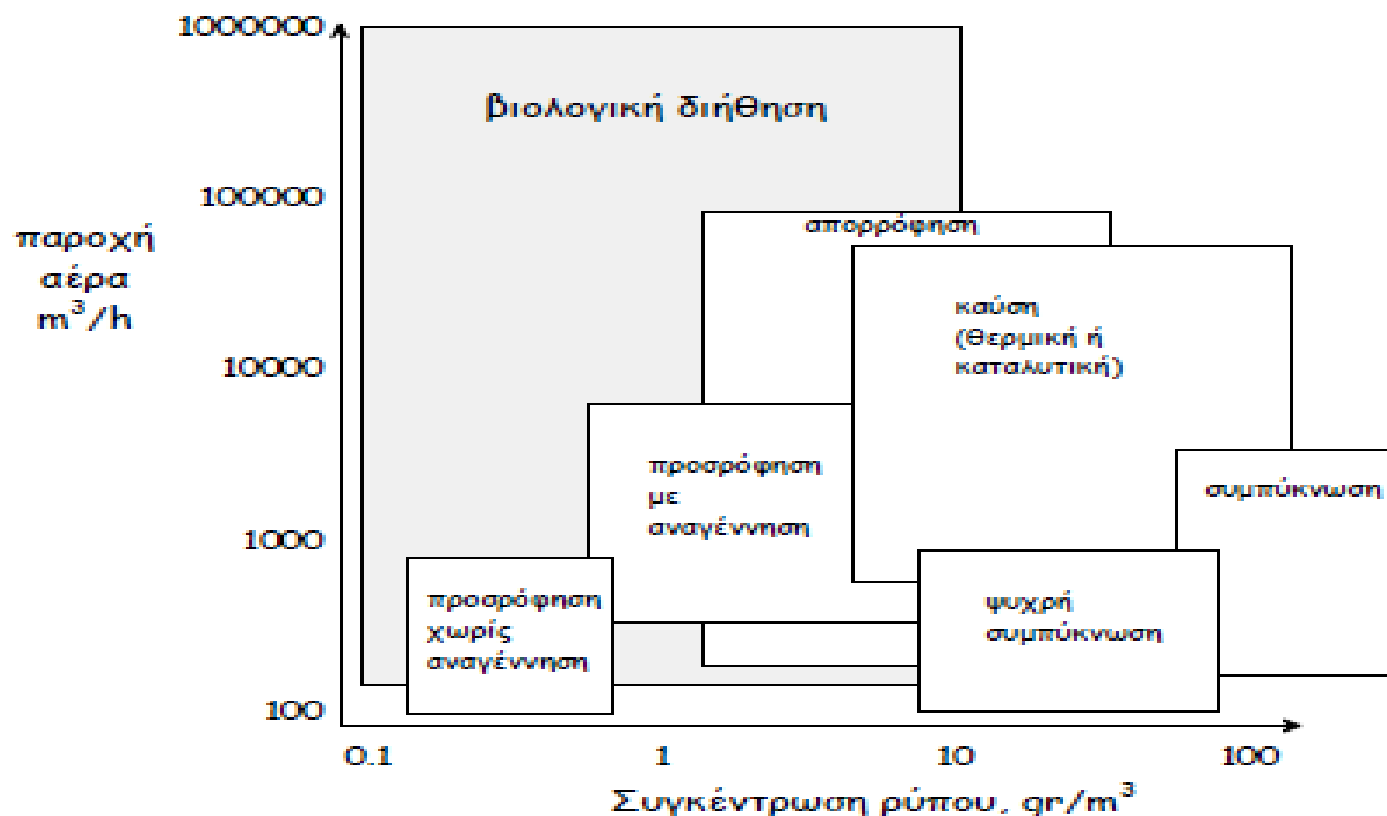 1000000
βιολογική διήθηση
100000
παροχή
αέρα
m³/h
απορρόφηση
καύση
(θερμική ή
καταλυτική)
10000
προσρόφηση
με
αναγέννηση
συμπύκνωση
1000
προσρόφηση
χωρίς
αναγέννηση
ψυχρή
συμπύκνωση
100
0.1 1 10 100
Συγκέντρωση ρύπου, gr/m³